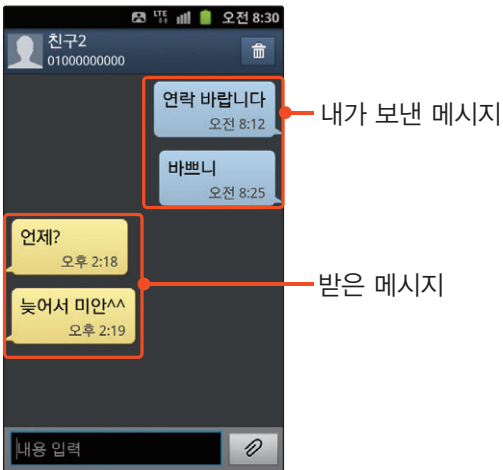 LTE 오전 8:30
친구2
01000000000
연락 바랍니다
오전 8:12
내가 보낸 메시지
바쁘니
오전 8:25
언제?
오후 2:18
받은 메시지
늦어서 미안^^
오후 2:19
내용 입력